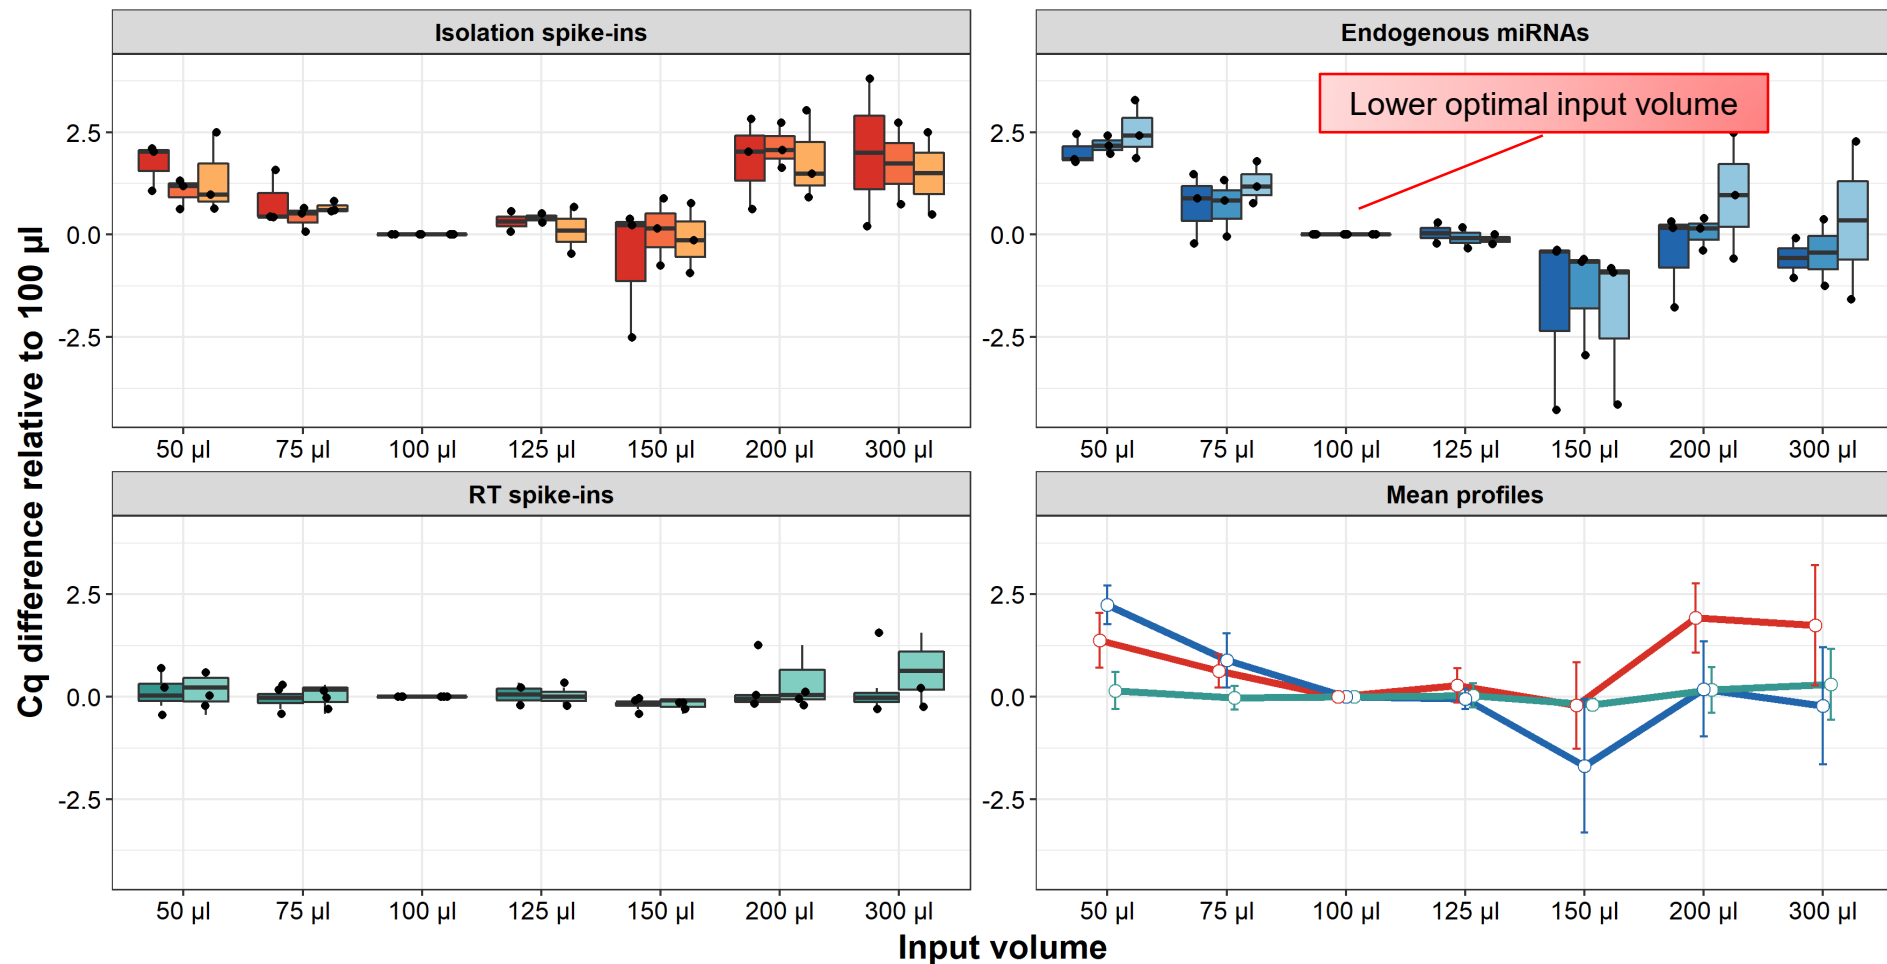 Isolation spike-ins
Endogenous miRNAs
Lower optimal input volume
2.5
0.0
-2.5
2.5
0.0
-2.5
50 µl 75 µl 100 µl 125 µl 150 µl 200 µl 300 µl
50 µl 75 µl 100 µl 125 µl 150 µl 200 µl 300 µl
Cq difference relative to 100 µl
RT spike-ins
Mean profiles
2.5
0.0
-2.5
2.5
0.0
-2.5
50 µl 75 µl 100 µl 125 µl 150 µl 200 µl 300 µl
50 µl 75 µl 100 µl 125 µl 150 µl 200 µl 300 µl
Input volume